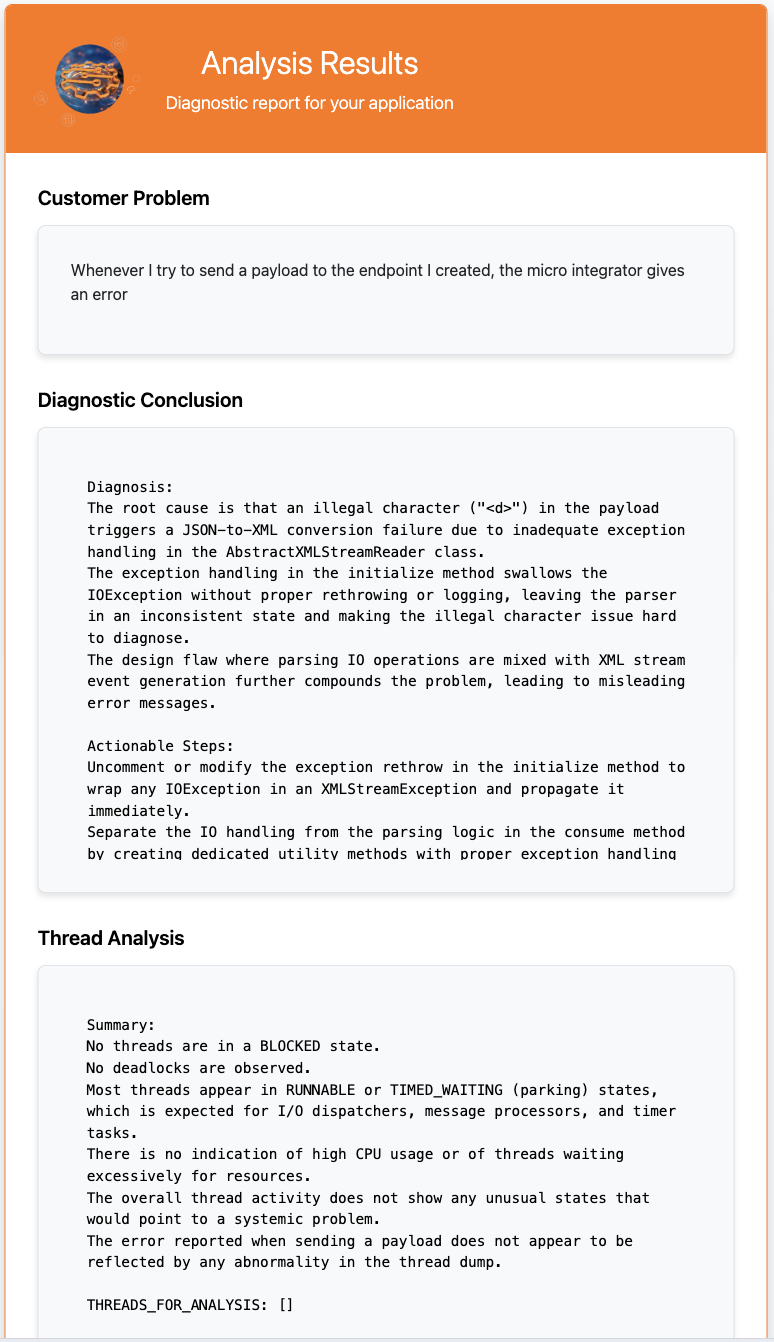 Analysis Results
Diagnostic report for your application
Customer Problem
Whenever I try to send a payload to the endpoint I created, the micro integrator gives
an error
Diagnostic Conclusion
Diagnosis:
The root cause is that an illegal character ("<d>") in the payload
triggers a JSON-to-XML conversion failure due to inadequate exception
handling in the AbstractXMLStreamReader class.
The exception handling in the initialize method swallows the
IOException without proper rethrowing or logging, leaving the parser
in an inconsistent state and making the illegal character issue hard
to diagnose.
The design flaw where parsing IO operations are mixed with XML stream
event generation further compounds the problem, leading to misleading
error messages.
Actionable Steps:
Uncomment or modify the exception rethrow in the initialize method to
wrap any IOException in an XMLStreamException and propagate it
immediately.
Separate the IO handling from the parsing logic in the consume method
by creating dedicated utility methods with proper exception handling
Thread Analysis
Summary:
No threads are in a BLOCKED state.
No deadlocks are observed.
Most threads appear in RUNNABLE or TIMED_WAITING (parking) states,
which is expected for I/O dispatchers, message processors, and timer
tasks.
There is no indication of high CPU usage or of threads waiting
excessively for resources.
The overall thread activity does not show any unusual states that
would point to a systemic problem.
The error reported when sending a payload does not appear to be
reflected by any abnormality in the thread dump.
THREADS_FOR_ANALYSIS: []